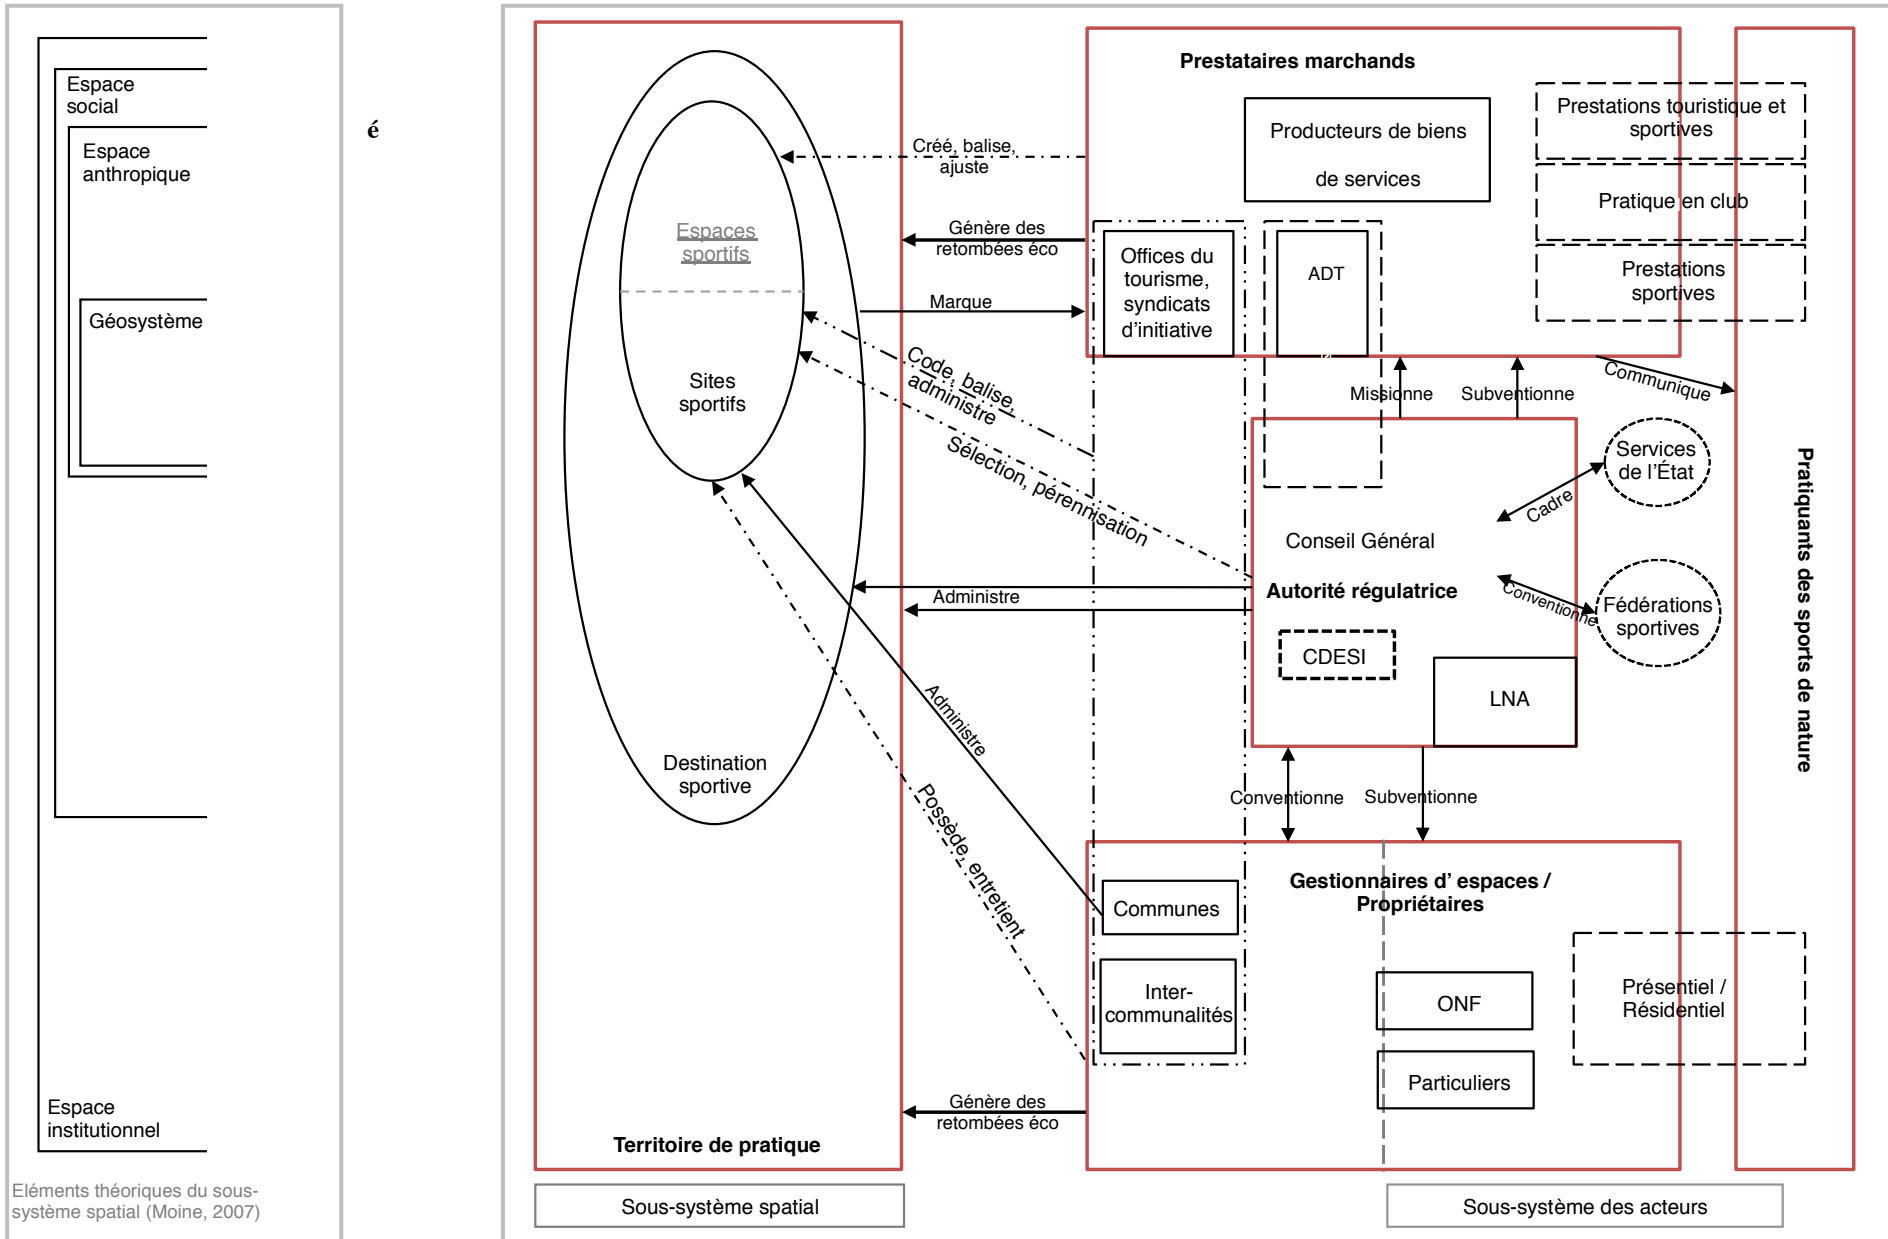 Espace
social
Espace
anthropique
Géosystème
Espace
institutionnel
Eléments théoriques du sous-
système spatial (Moine, 2007)
é
Espaces
sportifs
Sites
sportifs
Destination
sportive
Territoire de pratique
Sous-système spatial
Créé, balise,
ajuste
Génère des
retombées éco
Marque
Code, balise,
administre
Sélection, pérennisation
Administre
Administre
Possède, entretient
Génère des
retombées éco
Prestataires marchands
Producteurs de biens
de services
Offices du
tourisme,
syndicats
d'initiative
ADT
Prestations touristique et
sportives
Pratique en club
Prestations
sportives
Missionne
Subventionne
Communique
Services
de l'État
Cadre
Conseil Général
Autorité régulatrice
Conventionne
Fédérations
sportives
CDESI
LNA
Conventionne
Subventionne
Gestionnaires d' espaces /
Propriétaires
Communes
Inter-
communalités
ONF
Particuliers
Présentiel /
Résidentiel
Pratiquants des sports de nature
Sous-système des acteurs